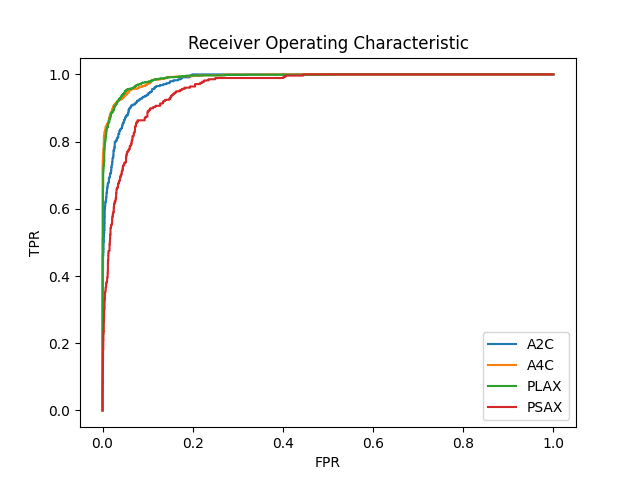 Receiver Operating Characteristic
TPR
1.0
0.8
0.6
0.4
0.2
0.0
A2C
A4C
PLAX
PSAX
0.0 0.2 0.4 0.6 0.8 1.0
FPR